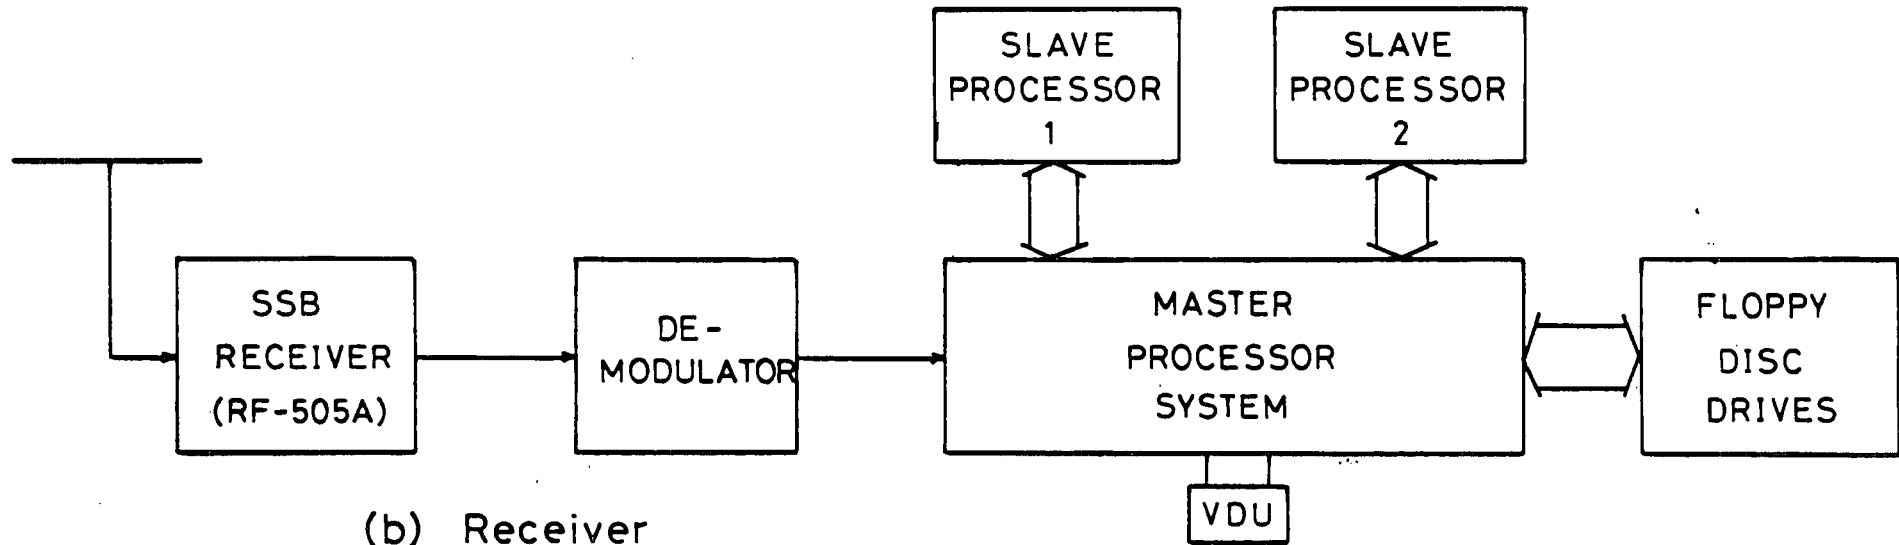 SLAVE
PROCESSOR
1
SLAVE
PROCESSOR
2
SSB
RECEIVER
(RF-505A)
DE-
MODULATOR
MASTER
PROCESSOR
SYSTEM
FLOPPY
DISC
DRIVES
VDU
(b) Receiver